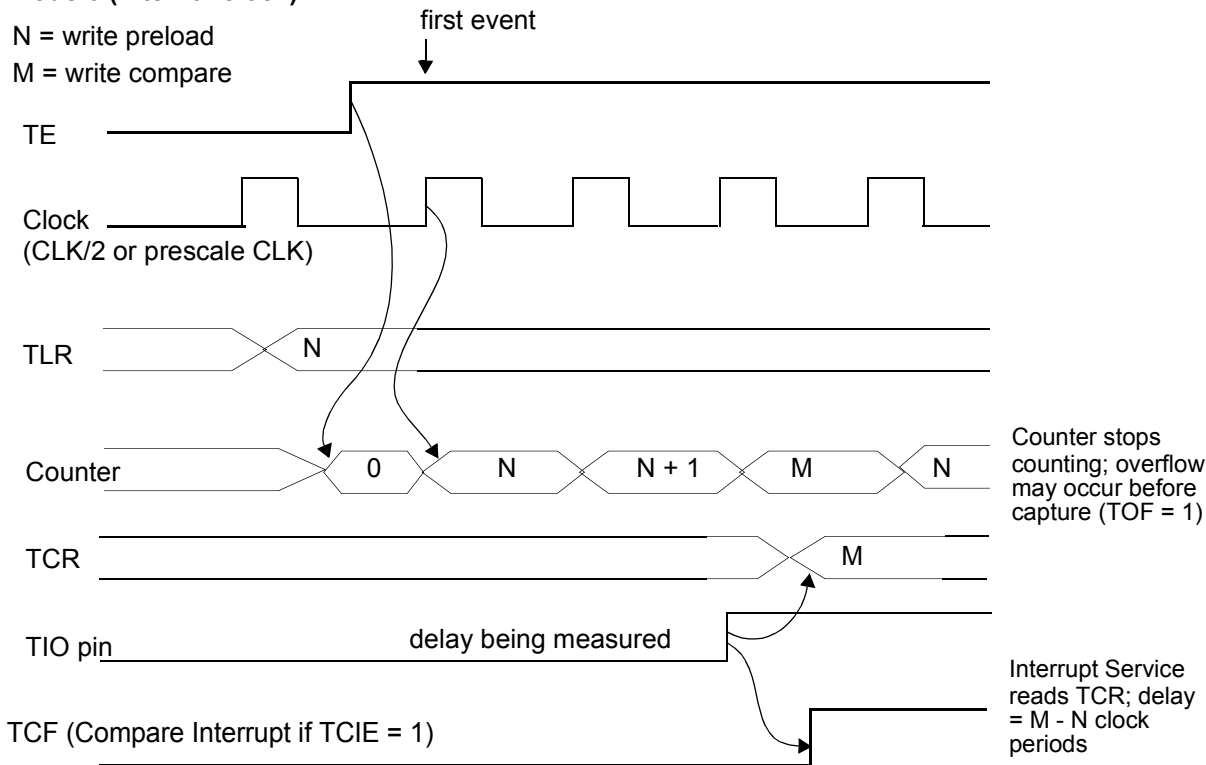 N = write preload
first event
M = write compare
TE
Clock
(CLK/2 or prescale CLK)
TLR
N
Counter
0
N
N + 1
M
N
Counter stops
counting; overflow
may occur before
capture (TOF = 1)
TCR
M
TIO pin
delay being measured
Interrupt Service
reads TCR; delay
= M - N clock
periods
TCF (Compare Interrupt if TCIE = 1)